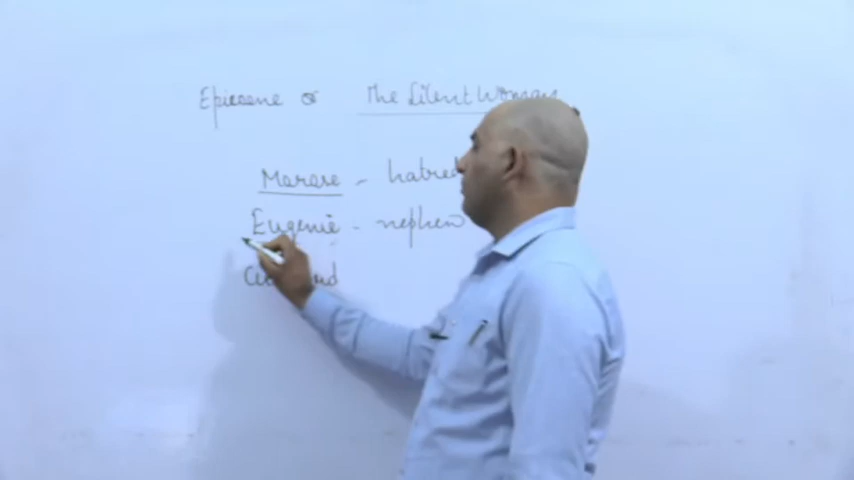 Epicoene or The Silent Woman
Morose - hatred
Eugenie - nephew